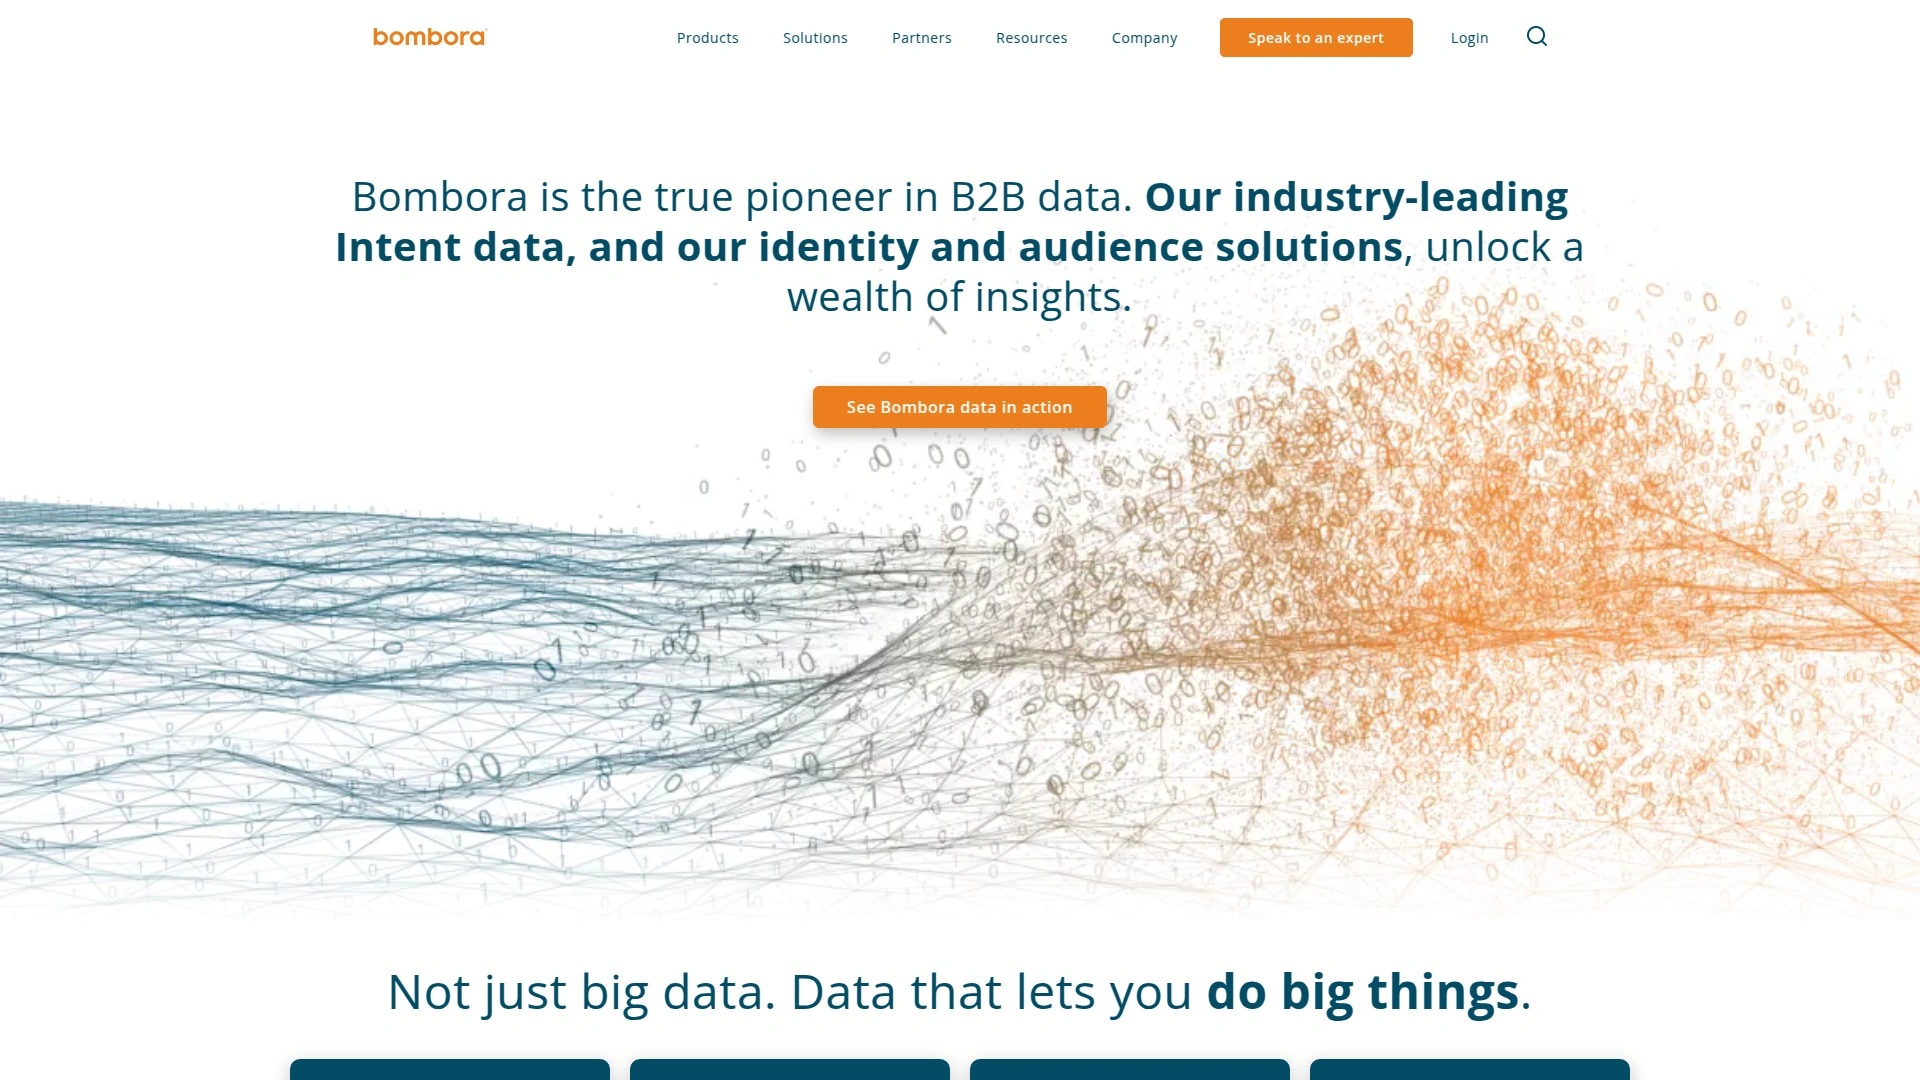 bombora
Products
Solutions
Partners
Resources
Company
Speak to an expert
Login
Bombora is the true pioneer in B2B data. Our industry-leading
Intent data, and our identity and audience solutions, unlock a
wealth of insights.
See Bombora data in action
Not just big data. Data that lets you do big things.